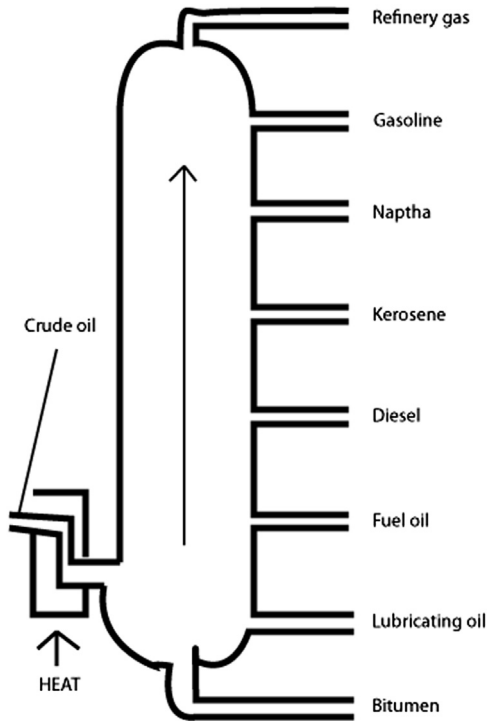 Refinery gas
Gasoline
Naptha
Kerosene
Crude oil
Diesel
Fuel oil
Lubricating oil
HEAT
Bitumen